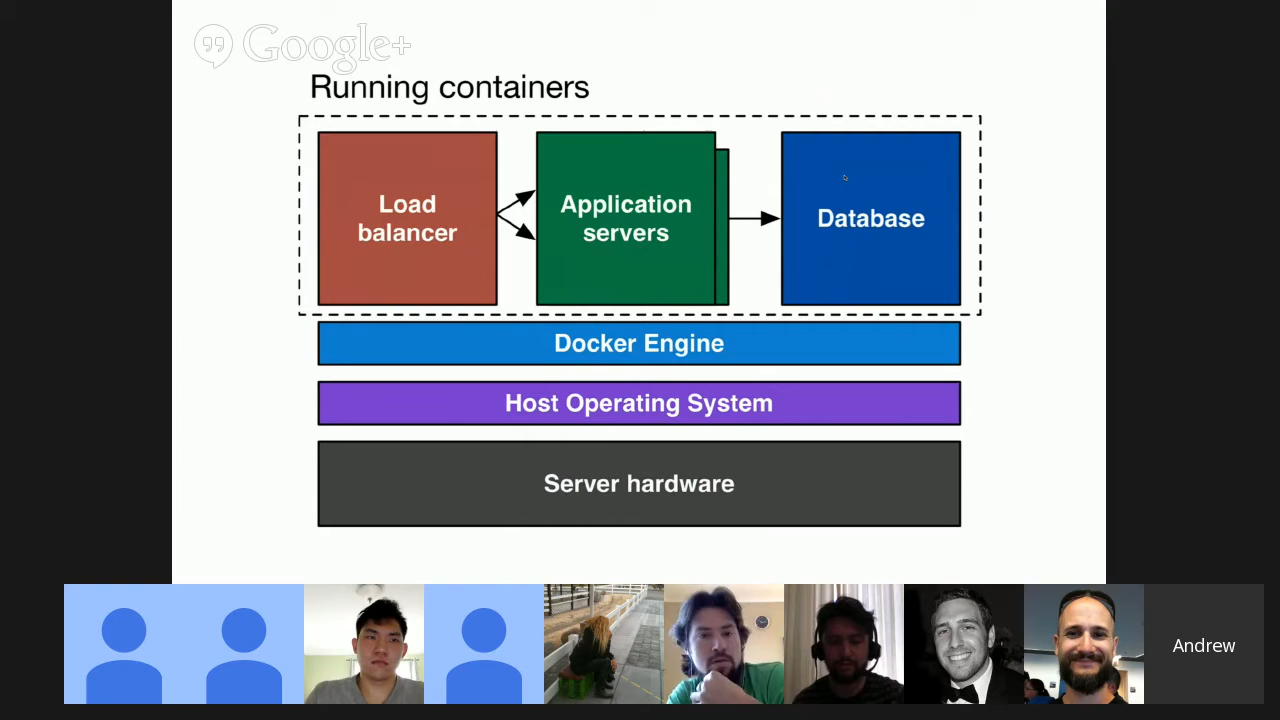 Google+
Running containers
Load
balancer
Application
servers
Database
Docker Engine
Host Operating System
Server hardware
Andrew